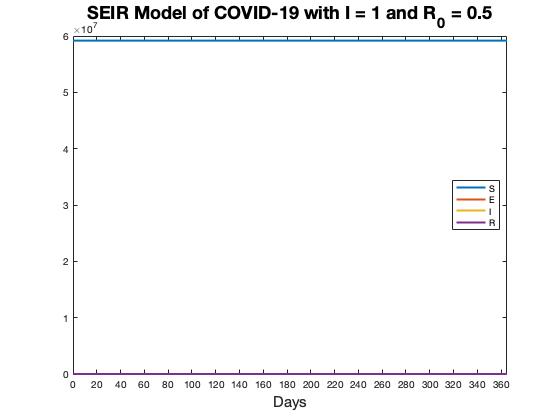 SEIR Model of COVID-19 with I = 1 and R₀ = 0.5
×10⁷
6
5
4
3
2
1
0
S
E
I
R
0 20 40 60 80 100 120 140 160 180 200 220 240 260 280 300 320 340 360
Days